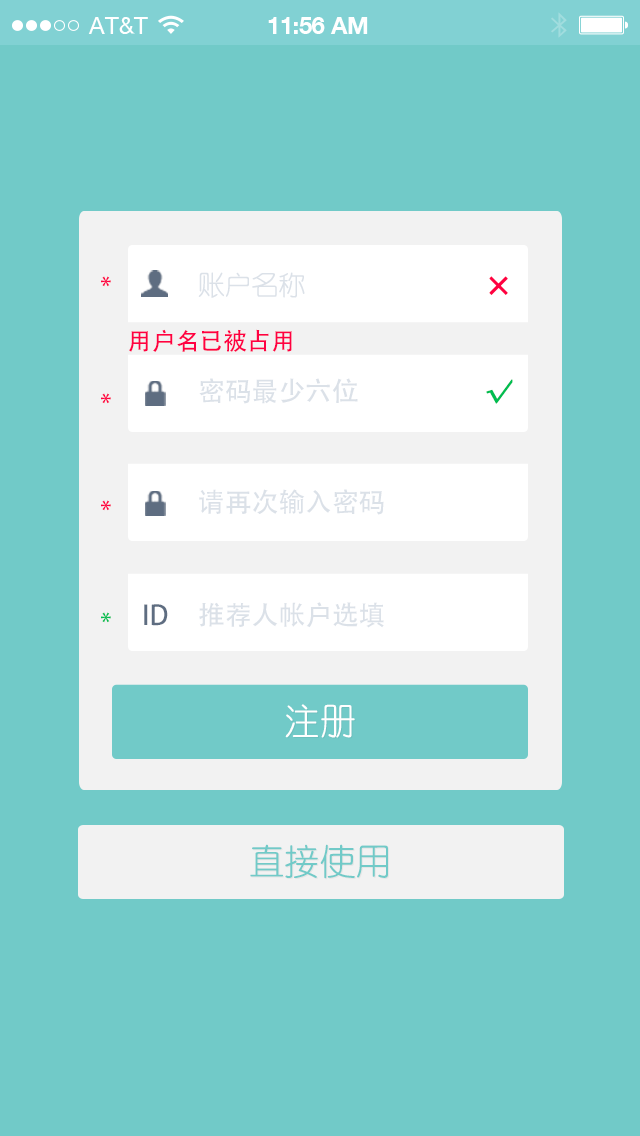 AT&T 11:56 AM
* 账户名称
用户名已被占用
* 密码最少六位
* 请再次输入密码
* ID 推荐人帐户选填
注册
直接使用